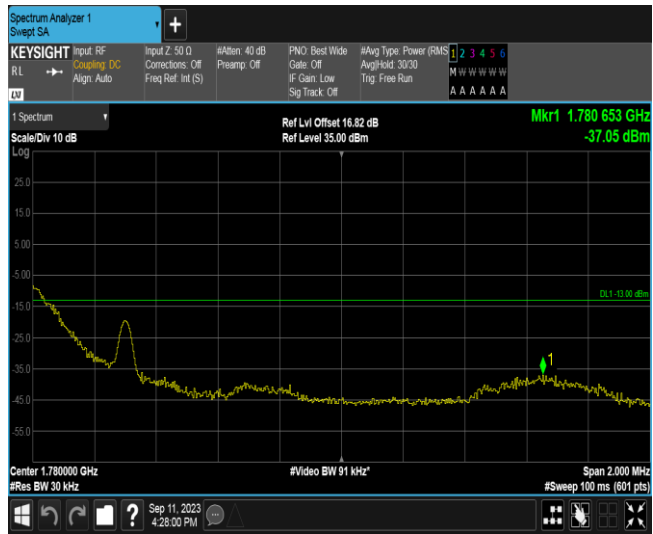 Spectrum Analyzer 1
Swept SA
+
KEYSIGHT Input: RF Input Z: 50 Ω #Atten: 40 dB PNO: Best Wide #Avg Type: Power (RMS 1 2 3 4 5 6
RL Coupling: DC Corrections: Off Preamp: Off Gate: Off Avg|Hold: 30/30 M W W W W W
Align: Auto Freq Ref: Int (S) IF Gain: Low Trig: Free Run
Sig Track: Off A A A A A A
LXI
1 Spectrum Ref Lvl Offset 16.82 dB Mkr1 1.780 653 GHz
Scale/Div 10 dB Ref Level 35.00 dBm -37.05 dBm
Log
25.0
15.0
5.00
-5.00
DL1 -13.00 dBm
-15.0
-25.0
1
-35.0
-45.0
-55.0
Center 1.780000 GHz #Video BW 91 kHz* Span 2.000 MHz
#Res BW 30 kHz #Sweep 100 ms (601 pts)
? Sep 11, 2023
4:28:00 PM